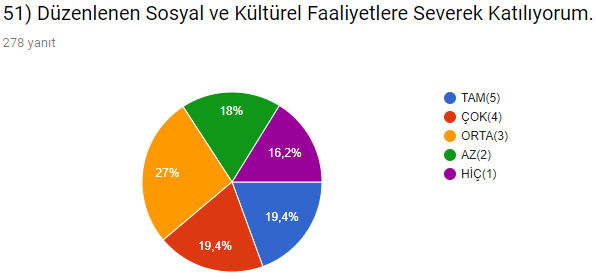 51) Düzenlenen Sosyal ve Kültürel Faaliyetlere Severek Katılıyorum.
278 yanıt
18%
16,2%
27%
19,4%
19,4%
TAM(5)
ÇOK(4)
ORTA(3)
AZ(2)
HİÇ(1)